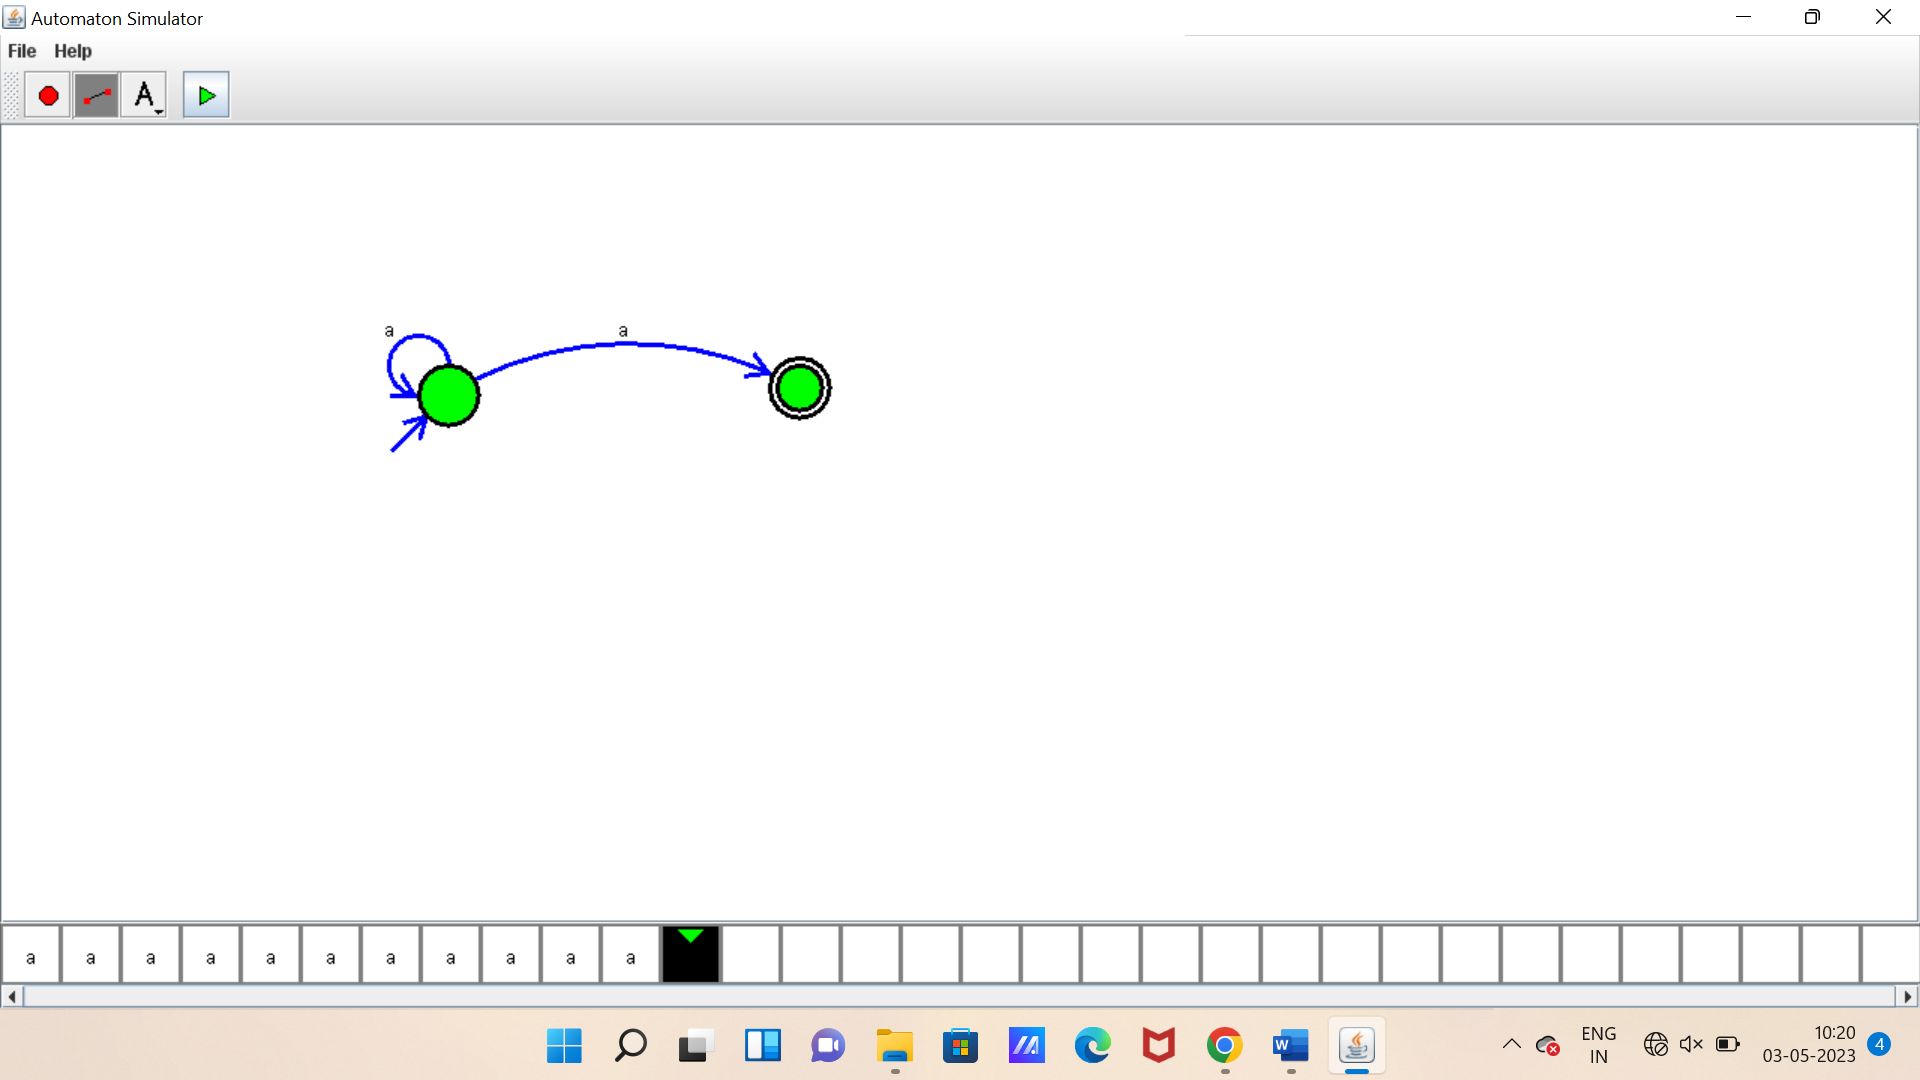 Automaton Simulator
File Help
A
a a
a a a a a a a a a a a
ENG
IN
10:20
03-05-2023
4